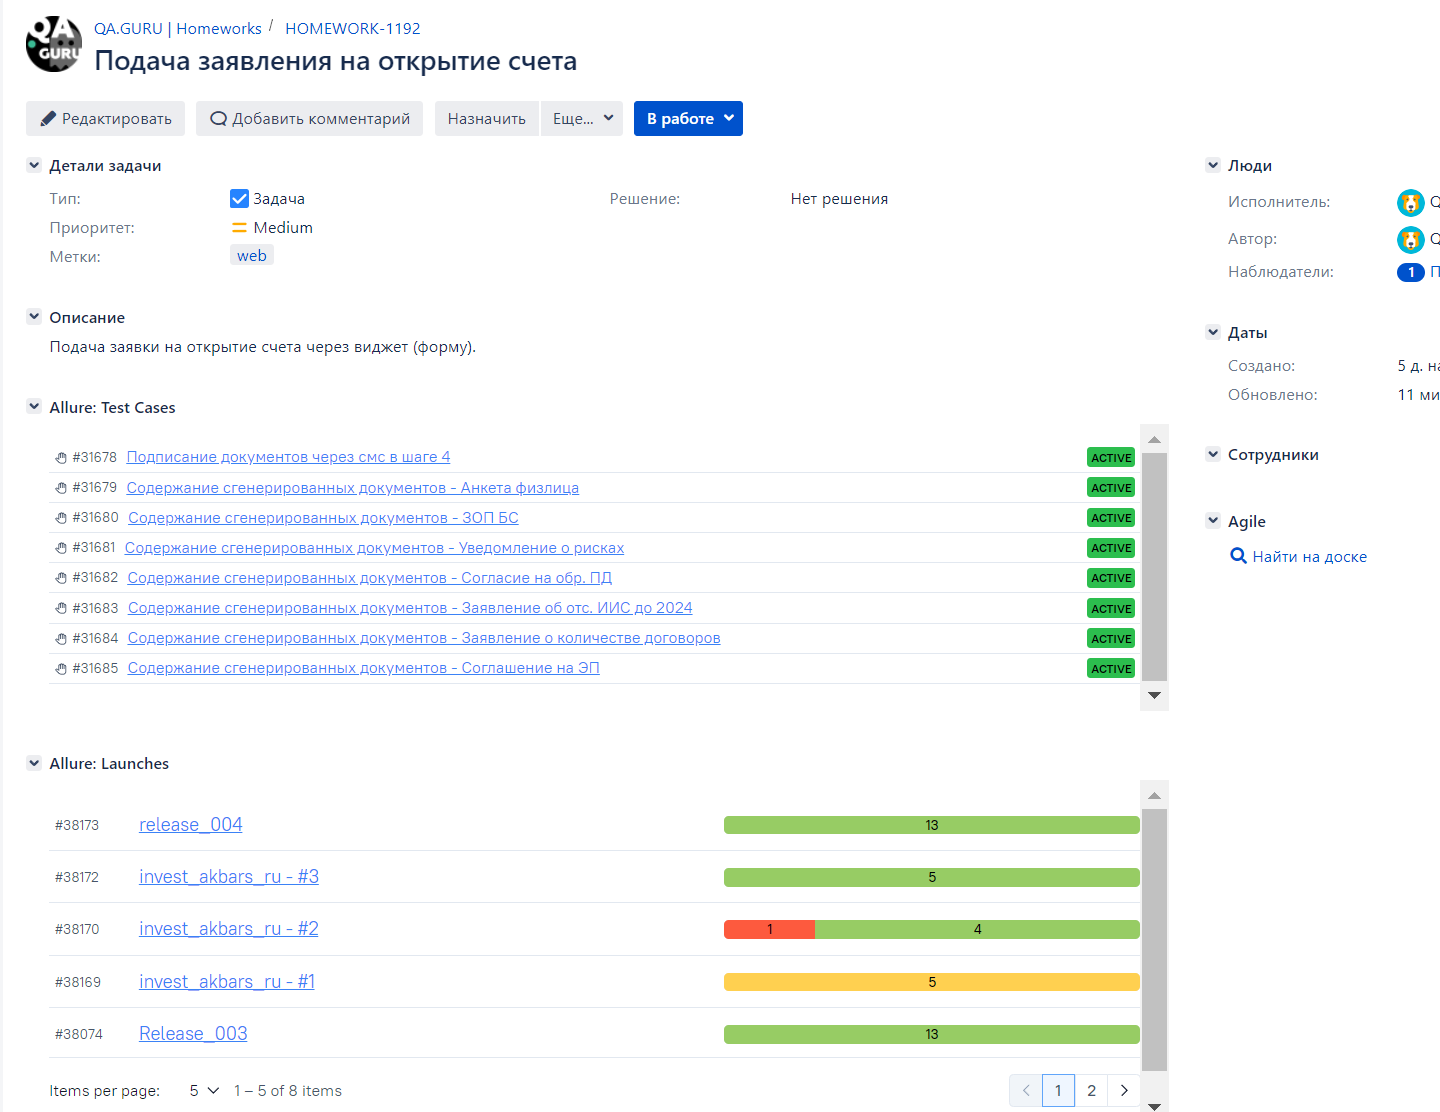 QA
GURU
QA.GURU | Homeworks / HOMEWORK-1192
Подача заявления на открытие счета
Редактировать Добавить комментарий Назначить Еще... В работе
Детали задачи
Тип: Задача Решение: Нет решения
Приоритет: Medium
Метки: web
Описание
Подача заявки на открытие счета через виджет (форму).
Allure: Test Cases
#31678 Подписание документов через смс в шаге 4 ACTIVE
#31679 Содержание сгенерированных документов - Анкета физлица ACTIVE
#31680 Содержание сгенерированных документов - ЗОП БС ACTIVE
#31681 Содержание сгенерированных документов - Уведомление о рисках ACTIVE
#31682 Содержание сгенерированных документов - Согласие на обр. ПД ACTIVE
#31683 Содержание сгенерированных документов - Заявление об отс. ИИС до 2024 ACTIVE
#31684 Содержание сгенерированных документов - Заявление о количестве договоров ACTIVE
#31685 Содержание сгенерированных документов - Соглашение на ЭП ACTIVE
Allure: Launches
#38173 release_004 13
#38172 invest_akbars_ru - #3 5
#38170 invest_akbars_ru - #2 1 4
#38169 invest_akbars_ru - #1 5
#38074 Release_003 13
Items per page: 5 1 – 5 of 8 items 1 2
Люди
Исполнитель:
Автор:
Наблюдатели: 1
Даты
Создано: 5 д.
Обновлено: 11
Сотрудники
Agile
Найти на доске